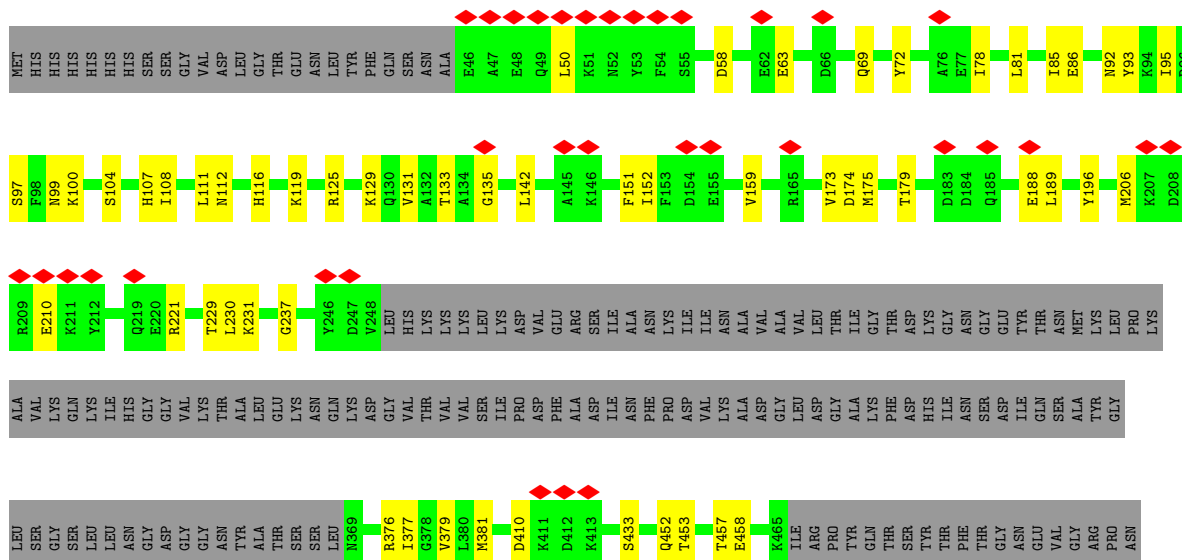 MET HIS HIS HIS HIS HIS HIS SER SER GLY VAL ASP LEU GLY THR GLU ASN LEU TYR PHE GLN SER ASN ALA E46 A47 E48 Q49 L50 K51 N52 Y53 F54 S55 D58 E62 E63 D66 Q69 Y72 A76 E77 I78 L81 I85 E86 N92 Y93 K94 I95
S97 F98 N99 K100 S104 H107 I108 L111 N112 H116 K119 R125 K129 Q130 V131 A132 T133 A134 G135 L142 A145 K146 F151 I152 F153 D154 E155 V159 R165 V173 D174 M175 T179 D183 D184 Q185 E188 L189 Y196 M206 K207 D208
R209 E210 K211 Y212 Q219 E220 R221 T229 L230 K231 G237 Y246 D247 V248 LEU HIS LYS LYS LYS LEU LYS ASP VAL GLU ARG SER ILE ALA ASN LYS ILE ILE ASN ALA VAL ALA VAL LEU THR ILE GLY THR ASP LYS GLY ASN GLY GLU TYR THR ASN MET LYS LEU PRO LYS
ALA VAL LYS GLN LYS ILE HIS GLY GLY VAL LYS THR ALA LEU GLU LYS ASN GLN LYS ASP GLY VAL THR VAL VAL SER ILE PRO ASP PHE ALA ASP ILE ASN PHE PRO ASP VAL LYS ALA ASP GLY LEU ASP GLY ALA LYS PHE ASP HIS ILE ASN SER ASP ILE GLN SER ALA TYR GLY
LEU SER GLY SER LEU LEU ASN GLY ASP GLY GLY ASN TYR ALA THR SER SER LEU N369 R376 I377 G378 V379 L380 M381 D410 K411 D412 K413 S433 Q452 T453 T457 E458 K465 ILE ARG PRO TYR GLN THR SER TYR THR PHE THR GLY ASN GLU VAL GLY ARG PRO ASN